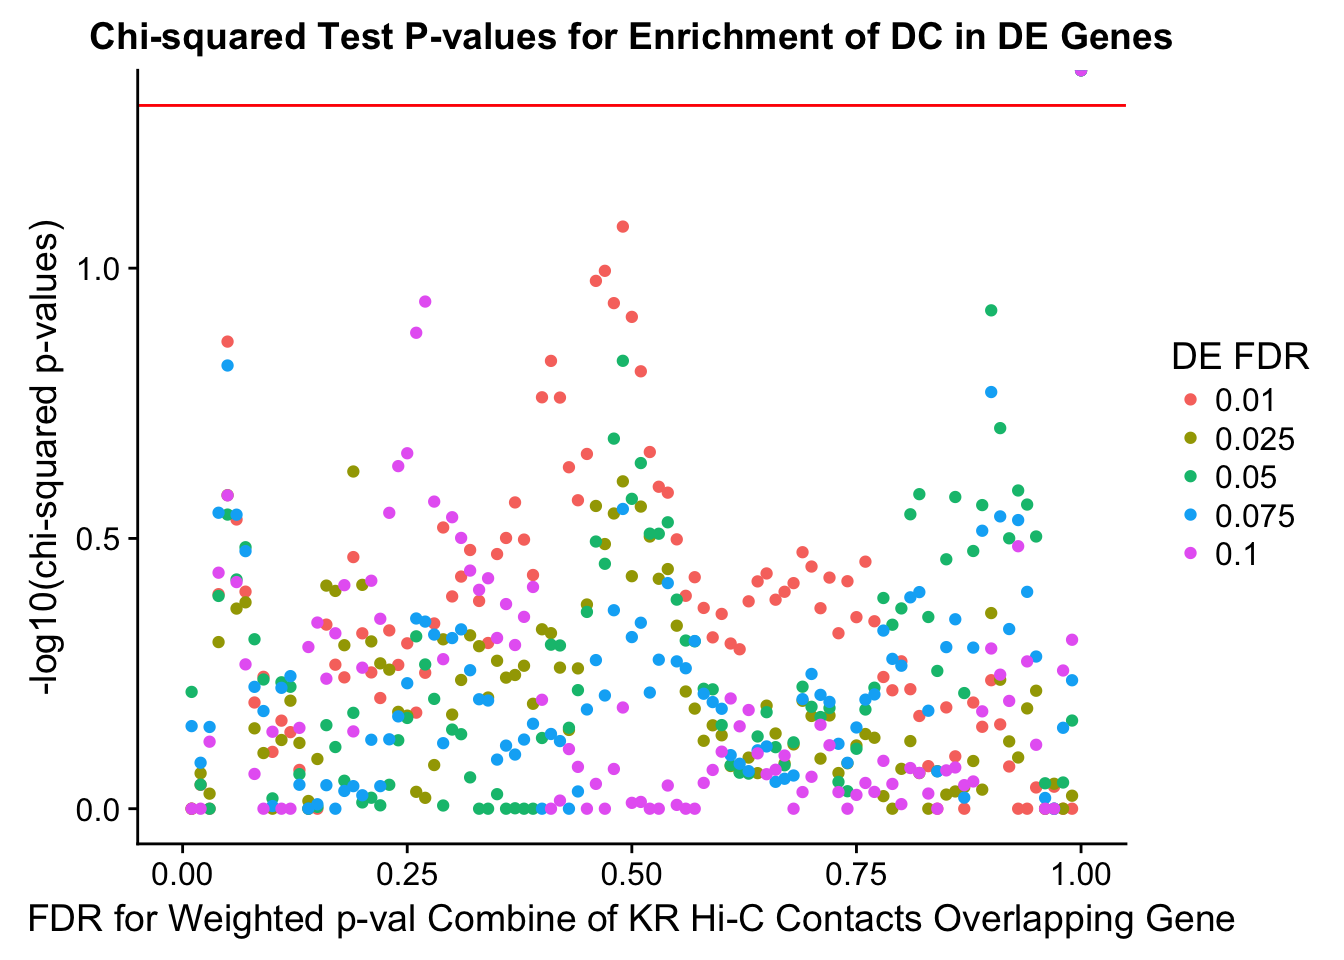 Chi-squared Test P-values for Enrichment of DC in DE Genes
-log10(chi-squared p-values)
1.0
0.5
0.0
0.00 0.25 0.50 0.75 1.00
FDR for Weighted p-val Combine of KR Hi-C Contacts Overlapping Gene
DE FDR
0.01
0.025
0.05
0.075
0.1